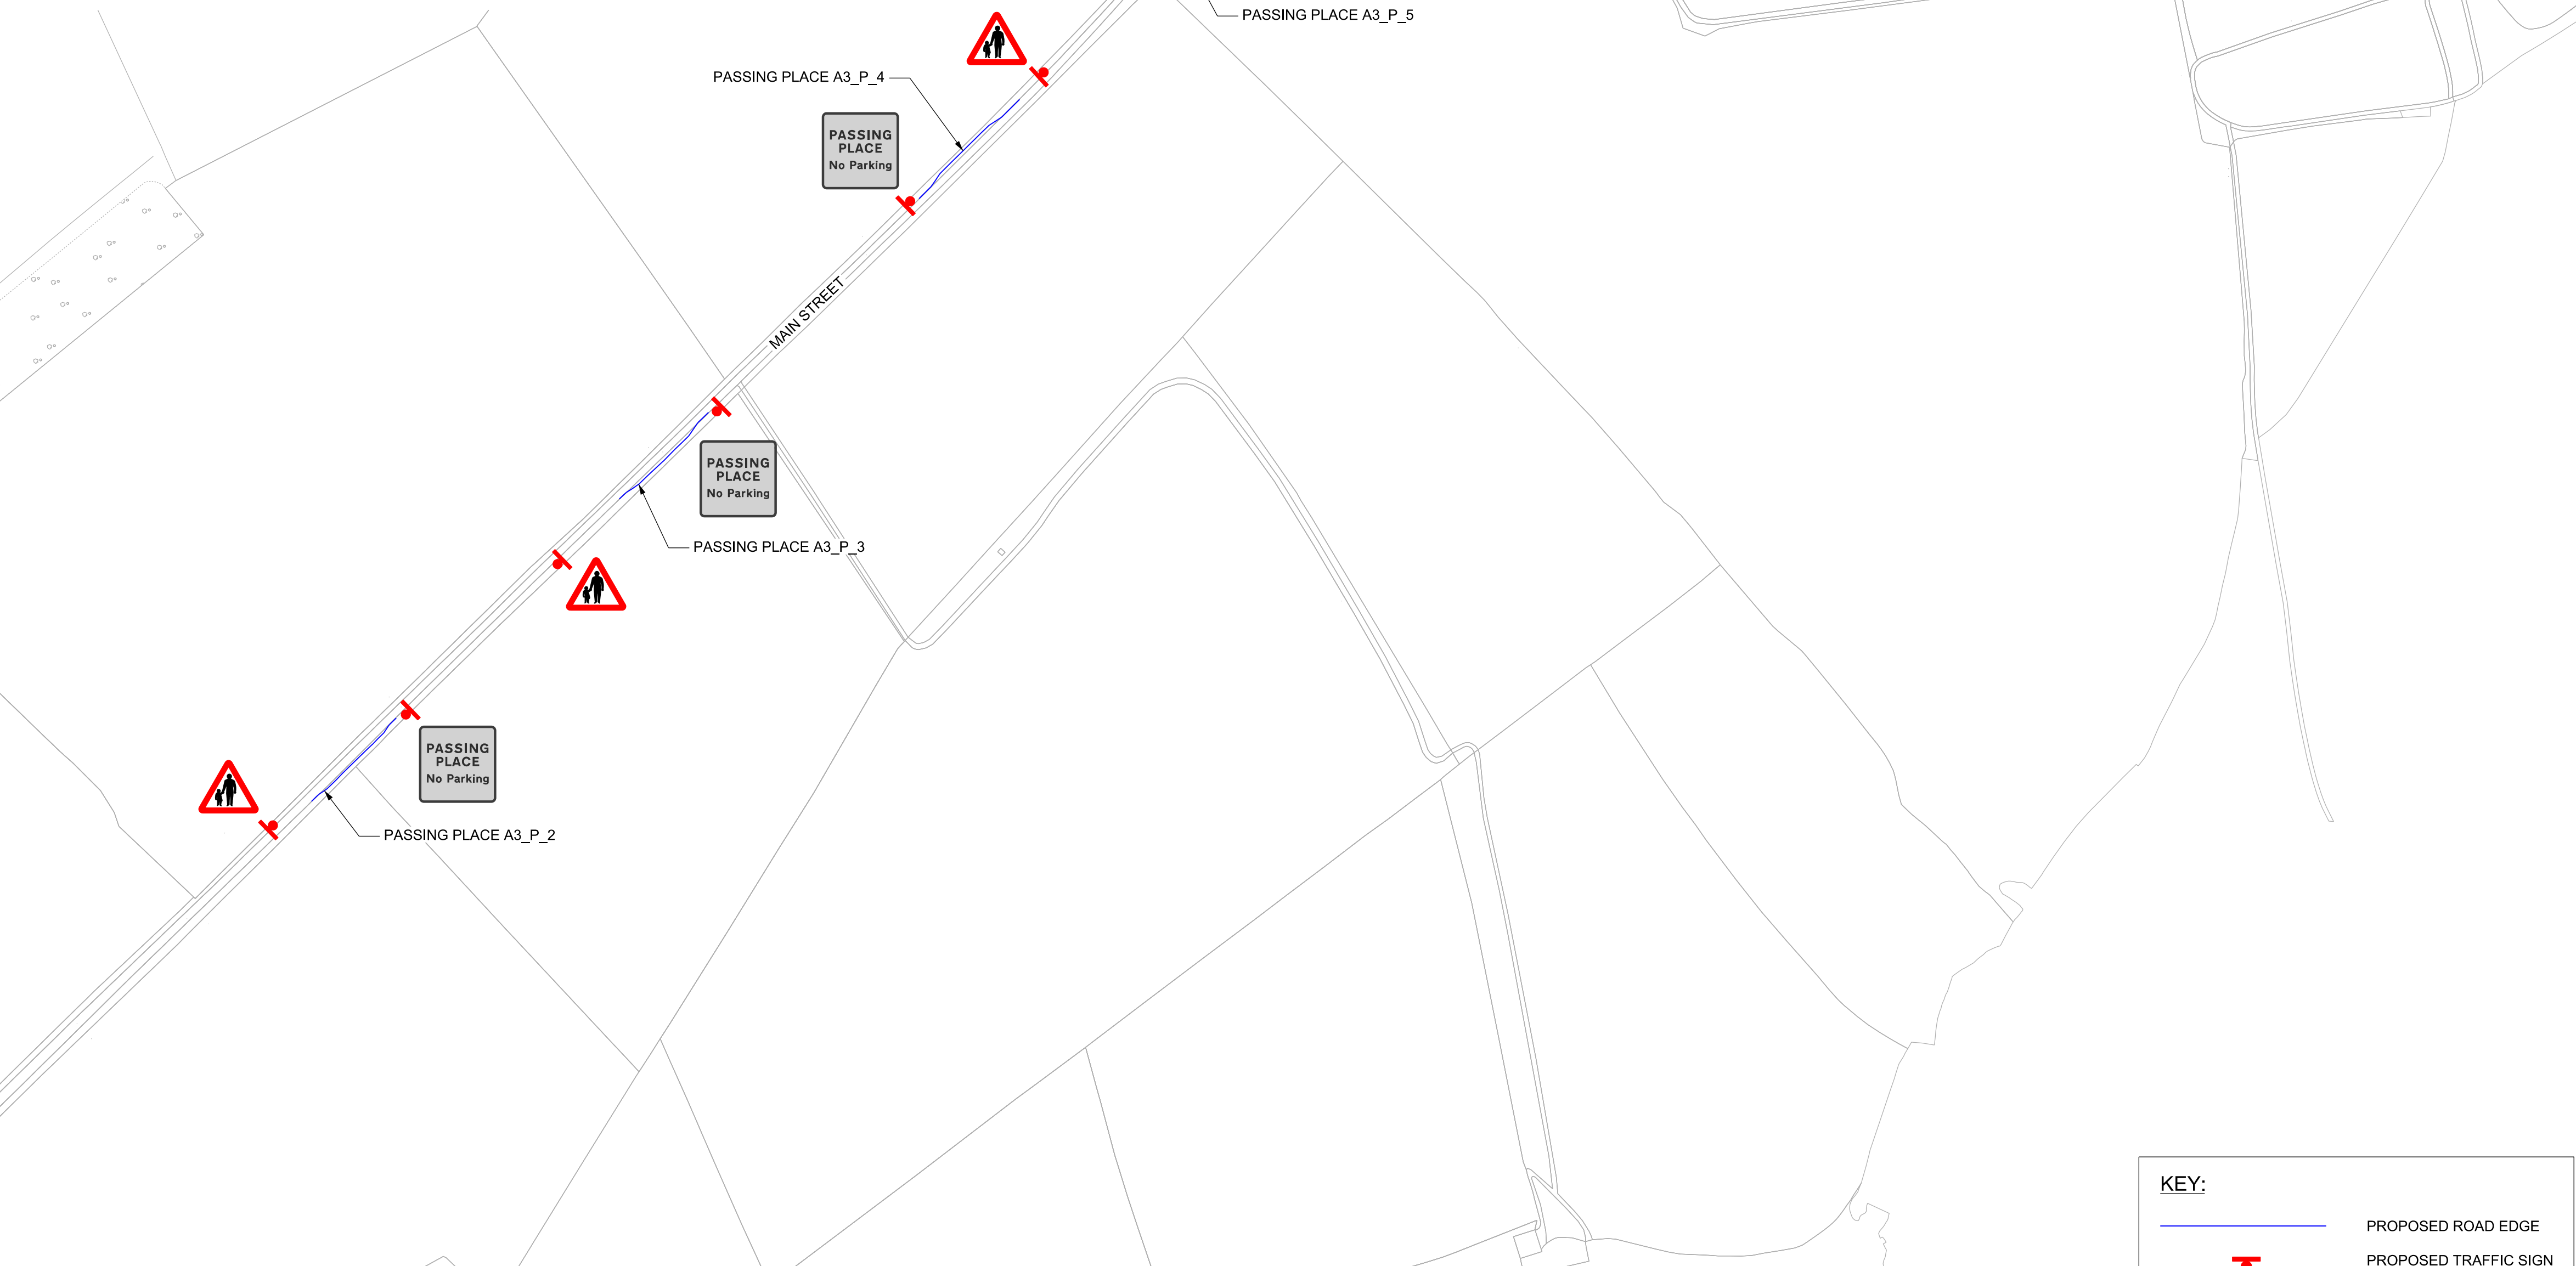 PASSING PLACE A3_P_5
PASSING PLACE A3_P_4
PASSING
PLACE
No Parking
MAIN STREET
PASSING
PLACE
No Parking
PASSING PLACE A3_P_3
PASSING
PLACE
No Parking
PASSING PLACE A3_P_2
KEY:
PROPOSED ROAD EDGE
PROPOSED TRAFFIC SIGN